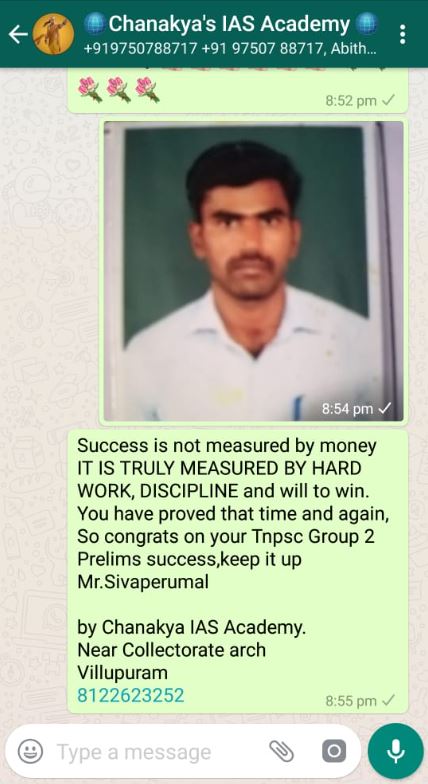 Chanakya's IAS Academy
+919750788717 +91 97507 88717, Abith...
8:52 pm
8:54 pm
Success is not measured by money
IT IS TRULY MEASURED BY HARD
WORK, DISCIPLINE and will to win.
You have proved that time and again,
So congrats on your Tnpsc Group 2
Prelims success,keep it up
Mr.Sivaperumal
by Chanakya IAS Academy.
Near Collectorate arch
Villupuram
8122623252
8:55 pm
Type a message